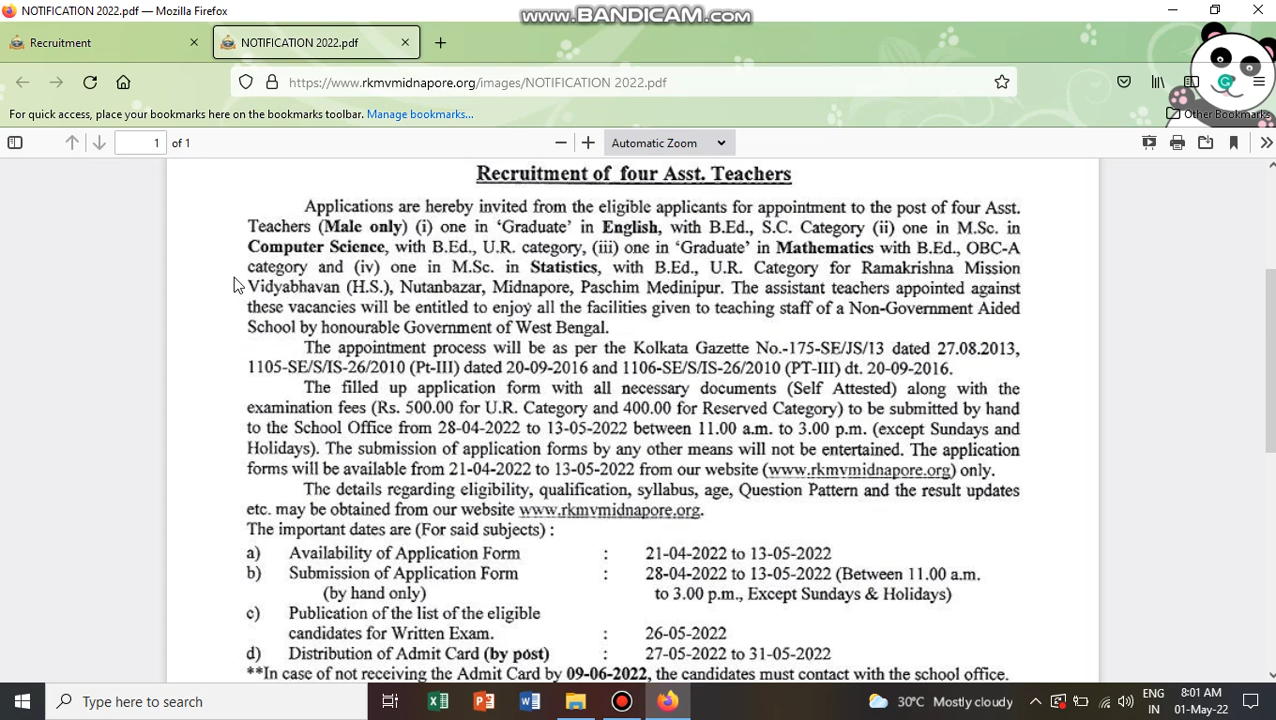 NOTIFICATION 2022.pdf — Mozilla Firefox
www.BANDICAM.com
Recruitment
NOTIFICATION 2022.pdf
https://www.rkmvmidnapore.org/images/NOTIFICATION 2022.pdf
For quick access, place your bookmarks here on the bookmarks toolbar. Manage bookmarks...
Other Bookmarks
1 of 1
Automatic Zoom
Recruitment of four Asst. Teachers
Applications are hereby invited from the eligible applicants for appointment to the post of four Asst.
Teachers (Male only) (i) one in ‘Graduate’ in English, with B.Ed., S.C. Category (ii) one in M.Sc. in
Computer Science, with B.Ed., U.R. category, (iii) one in ‘Graduate’ in Mathematics with B.Ed., OBC-A
category and (iv) one in M.Sc. in Statistics, with B.Ed., U.R. Category for Ramakrishna Mission
Vidyabhavan (H.S.), Nutanbazar, Midnapore, Paschim Medinipur. The assistant teachers appointed against
these vacancies will be entitled to enjoy all the facilities given to teaching staff of a Non-Government Aided
School by honourable Government of West Bengal.
The appointment process will be as per the Kolkata Gazette No.-175-SE/JS/13 dated 27.08.2013,
1105-SE/S/IS-26/2010 (Pt-III) dated 20-09-2016 and 1106-SE/S/IS-26/2010 (PT-III) dt. 20-09-2016.
The filled up application form with all necessary documents (Self Attested) along with the
examination fees (Rs. 500.00 for U.R. Category and 400.00 for Reserved Category) to be submitted by hand
to the School Office from 28-04-2022 to 13-05-2022 between 11.00 a.m. to 3.00 p.m. (except Sundays and
Holidays). The submission of application forms by any other means will not be entertained. The application
forms will be available from 21-04-2022 to 13-05-2022 from our website (www.rkmvmidnapore.org) only.
The details regarding eligibility, qualification, syllabus, age, Question Pattern and the result updates
etc. may be obtained from our website www.rkmvmidnapore.org.
The important dates are (For said subjects) :
a) Availability of Application Form : 21-04-2022 to 13-05-2022
b) Submission of Application Form : 28-04-2022 to 13-05-2022 (Between 11.00 a.m.
(by hand only) to 3.00 p.m., Except Sundays & Holidays)
c) Publication of the list of the eligible
candidates for Written Exam. : 26-05-2022
d) Distribution of Admit Card (by post) : 27-05-2022 to 31-05-2022
**In case of not receiving the Admit Card by 09-06-2022, the candidates must contact with the school office.
Type here to search
30°C Mostly cloudy
ENG
IN
8:01 AM
01-May-22